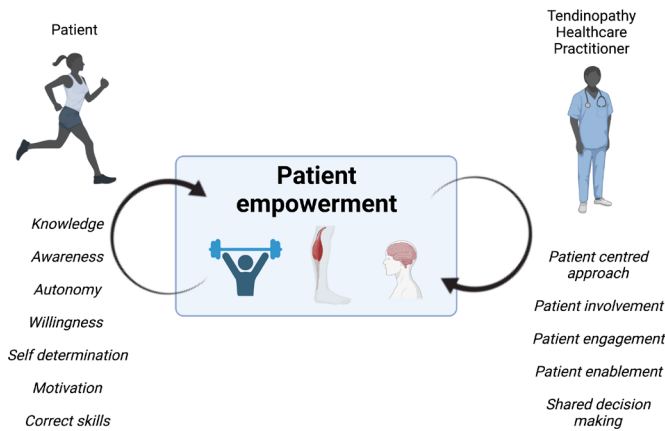 Patient
Tendinopathy
Healthcare
Practitioner
Patient
empowerment
Knowledge
Awareness
Autonomy
Willingness
Self determination
Motivation
Correct skills
Patient centred
approach
Patient involvement
Patient engagement
Patient enablement
Shared decision
making